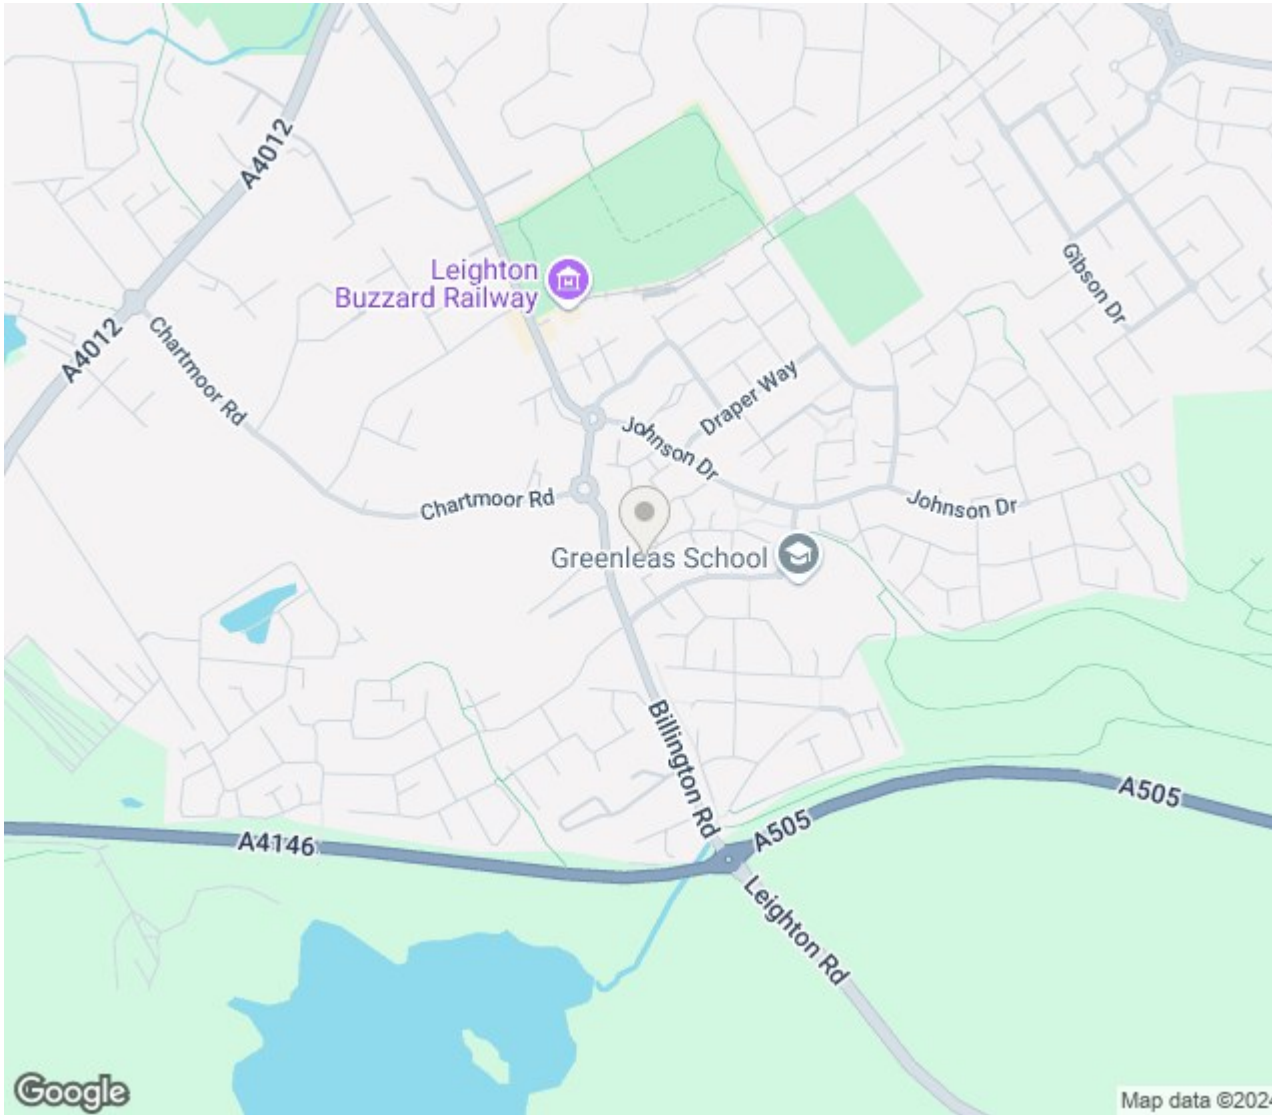 A4012
Leighton
Buzzard Railway
Gibson Dr
A4012
Chartmoor Rd
Draper Way
Johnson Dr
Chartmoor Rd
Johnson Dr
Greenleas School
Billington Rd
A505
A505
A4146
Leighton Rd
Google
Map data ©2024